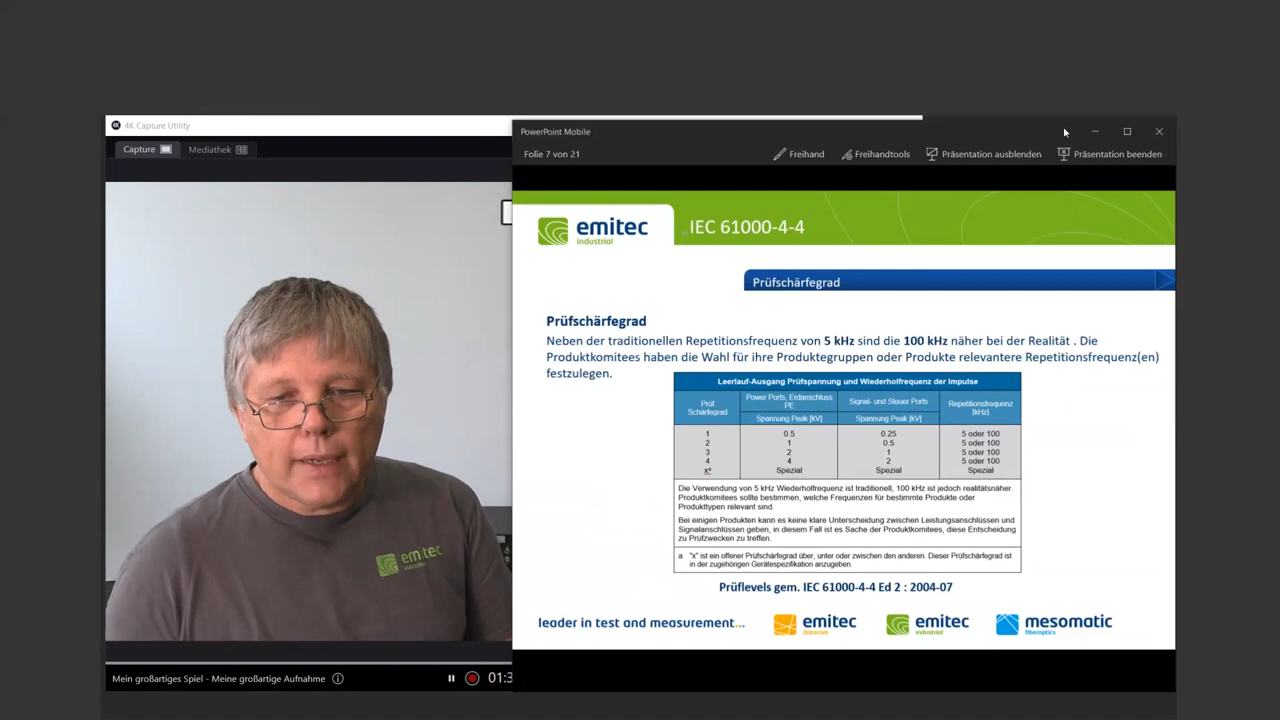 4K Capture Utility
Capture
Mediathek
emitec
industrial
Mein großartiges Spiel - Meine großartige Aufnahme
01:3
PowerPoint Mobile
Folie 7 von 21
Freihand
Freihandtools
Präsentation ausblenden
Präsentation beenden
emitec
industrial
IEC 61000-4-4
Prüfschärfegrad
Prüfschärfegrad
Neben der traditionellen Repetitionsfrequenz von 5 kHz sind die 100 kHz näher bei der Realität . Die
Produktkomitees haben die Wahl für ihre Produktegruppen oder Produkte relevantere Repetitionsfrequenz(en)
festzulegen.
Leerlauf-Ausgang Prüfspannung und Wiederholfrequenz der Impulse
Prüf Schärfegrad
Power Ports, Erdanschluss PE
Signal- und Steuer Ports
Repetitionsfrequenz [kHz]
Spannung Peak [kV]
Spannung Peak [kV]
1 0.5 0.25 5 oder 100
2 1 0.5 5 oder 100
3 2 1 5 oder 100
4 4 2 5 oder 100
xª Spezial Spezial Spezial
Die Verwendung von 5 kHz Wiederholfrequenz ist traditionell, 100 kHz ist jedoch realitätsnäher.
Produktkomitees sollte bestimmen, welche Frequenzen für bestimmte Produkte oder
Produkttypen relevant sind.
Bei einigen Produkten kann es keine klare Unterscheidung zwischen Leistungsanschlüssen und
Signalanschlüssen geben, in diesem Fall ist es Sache der Produktkomitees, diese Entscheidung
zu Prüfzwecken zu treffen.
a "x" ist ein offener Prüfschärfegrad über, unter oder zwischen den anderen. Dieser Prüfschärfegrad ist
in der zugehörigen Gerätespezifikation anzugeben.
Prüflevels gem. IEC 61000-4-4 Ed 2 : 2004-07
leader in test and measurement...
emitec
datacom
emitec
industrial
mesomatic
fiberoptics